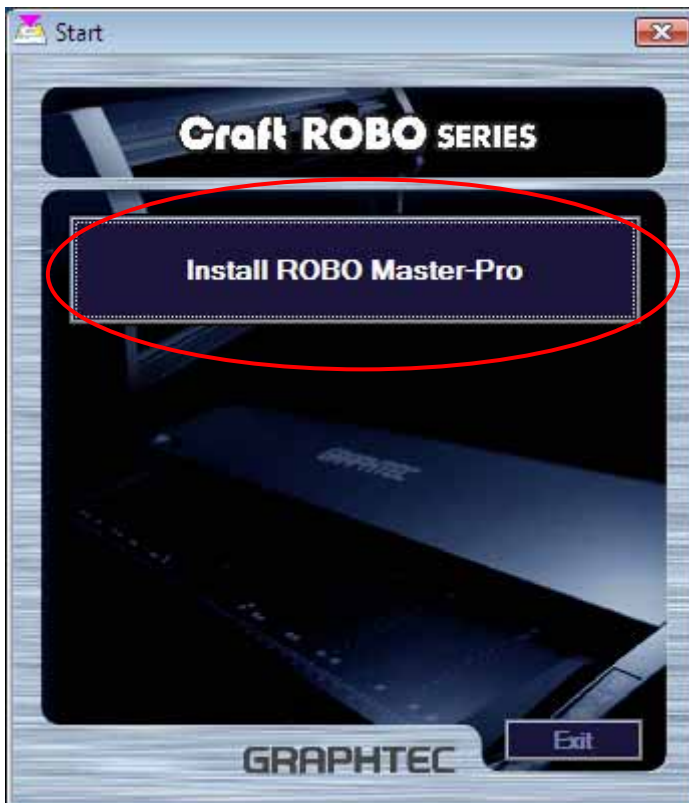 Start
Craft ROBO SERIES
Install ROBO Master-Pro
GRAPHTEC
Exit
GRAPHTEC